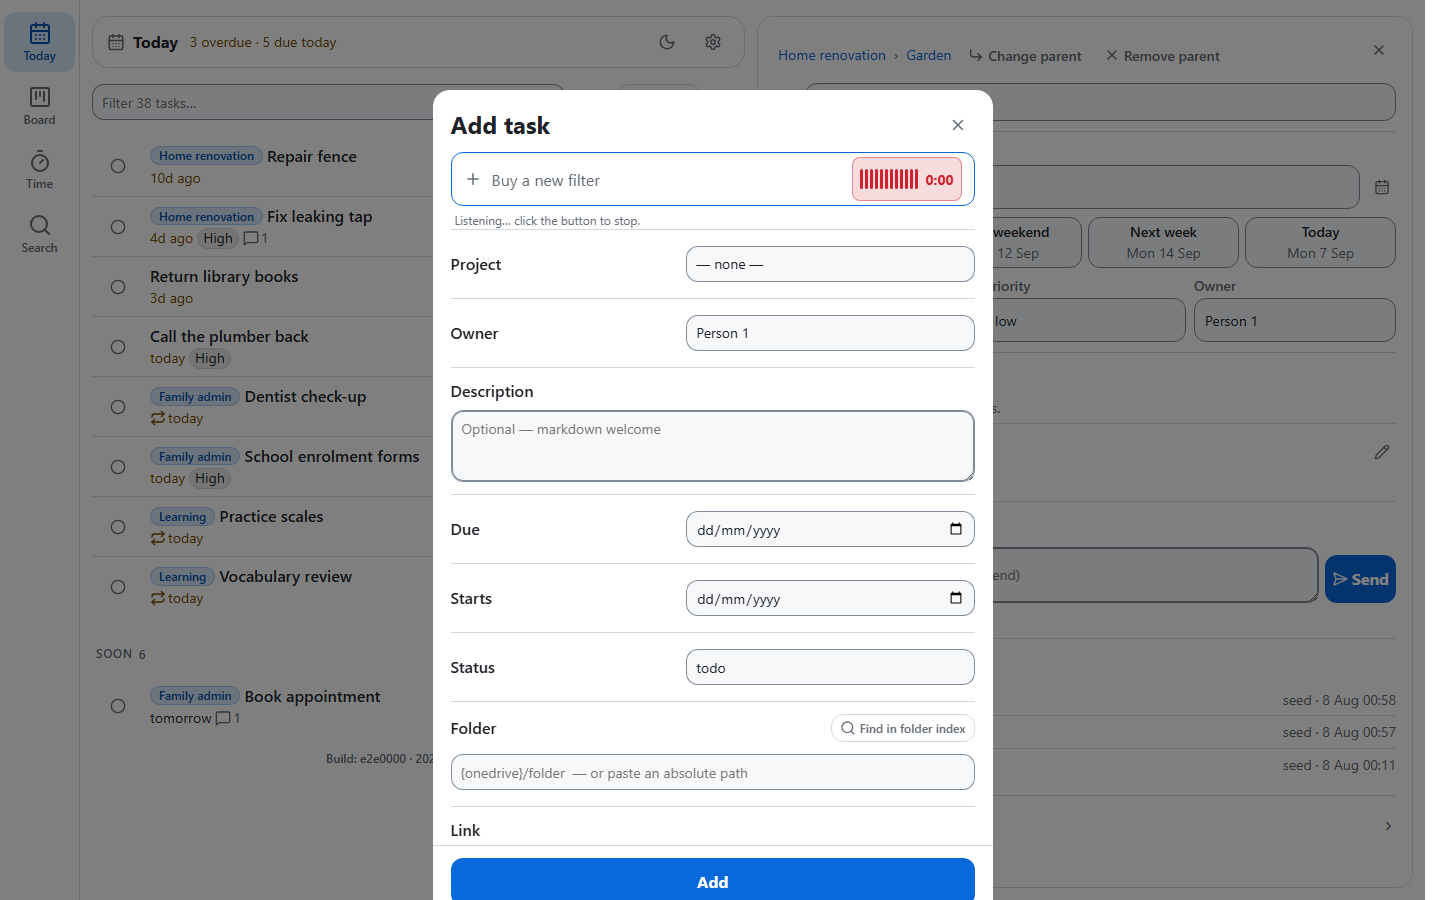 Today
Board
Time
Search
Today 3 overdue · 5 due today
Filter 38 tasks...
Home renovation Repair fence
10d ago
Home renovation Fix leaking tap
4d ago High 1
Return library books
3d ago
Call the plumber back
today High
Family admin Dentist check-up
today
Family admin School enrolment forms
today High
Learning Practice scales
today
Learning Vocabulary review
today
SOON 6
Family admin Book appointment
tomorrow 1
Build: e2e0000 · 202
Add task
Buy a new filter 0:00
Listening... click the button to stop.
Project — none —
Owner Person 1
Description
Optional — markdown welcome
Due dd/mm/yyyy
Starts dd/mm/yyyy
Status todo
Folder Find in folder index
{onedrive}/folder — or paste an absolute path
Link
Add
Home renovation › Garden Change parent Remove parent
weekend
12 Sep
Next week
Mon 14 Sep
Today
Mon 7 Sep
riority Owner
low Person 1
s.
end) Send
seed · 8 Aug 00:58
seed · 8 Aug 00:57
seed · 8 Aug 00:11